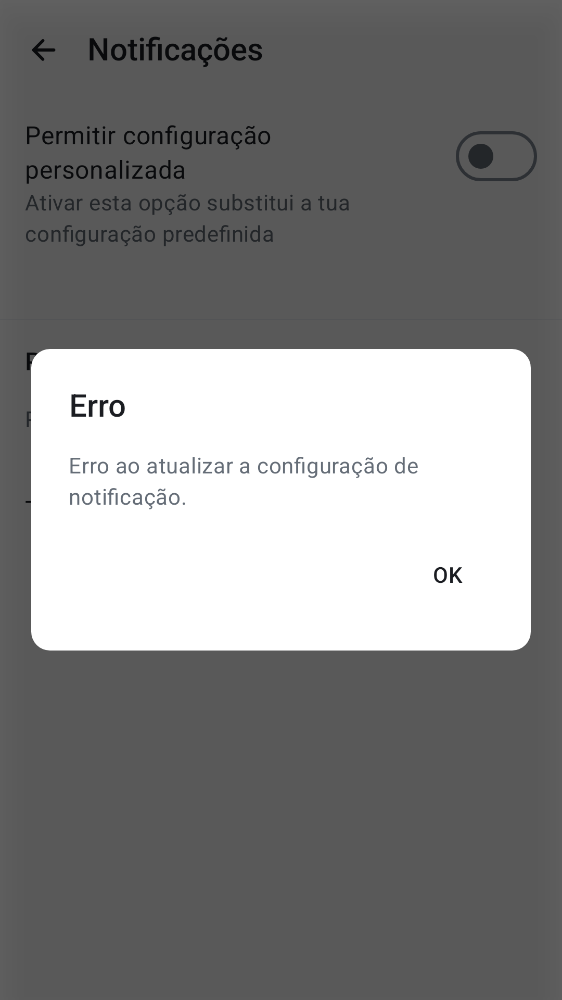 Notificações
Permitir configuração
personalizada
Ativar esta opção substitui a tua
configuração predefinida
Erro
Erro ao atualizar a configuração de
notificação.
OK